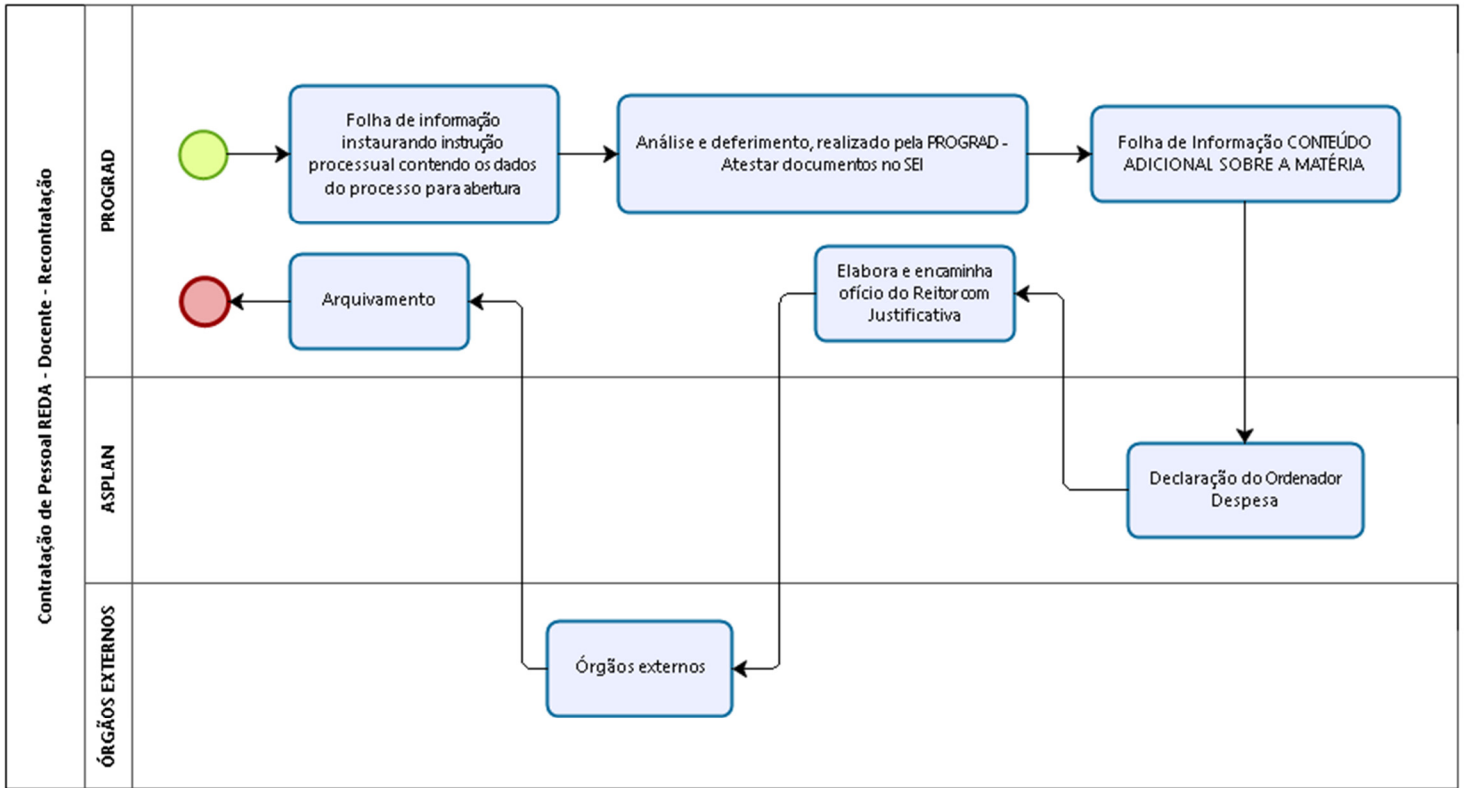 Contratação de Pessoal REDA - Docente - Recontratação
PROGRAD
Folha de informação
instaurando instrução
processual contendo os dados
do processo para abertura
Análise e deferimento, realizado pela PROGRAD -
Atestar documentos no SEI
Folha de Informação CONTEÚDO
ADICIONAL SOBRE A MATÉRIA
Arquivamento
Elabora e encaminha
ofício do Reitor com
Justificativa
ASPLAN
Declaração do Ordenador
Despesa
ÓRGÃOS EXTERNOS
Órgãos externos